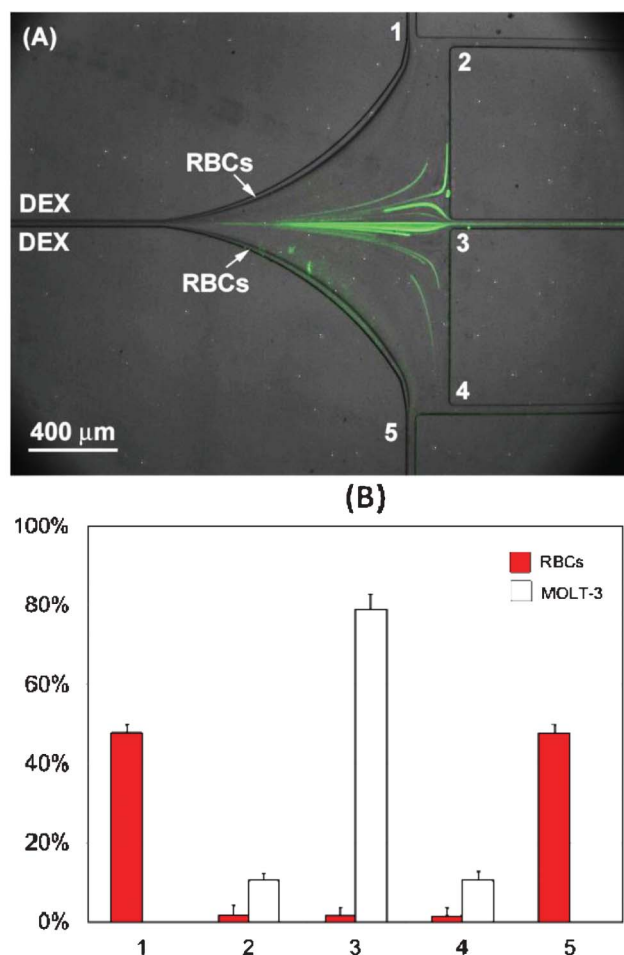 (A)
1
2
RBCs
DEX
DEX
3
RBCs
4
400 μm
5
(B)
100%
RBCs
MOLT-3
80%
60%
40%
20%
0%
1 2 3 4 5